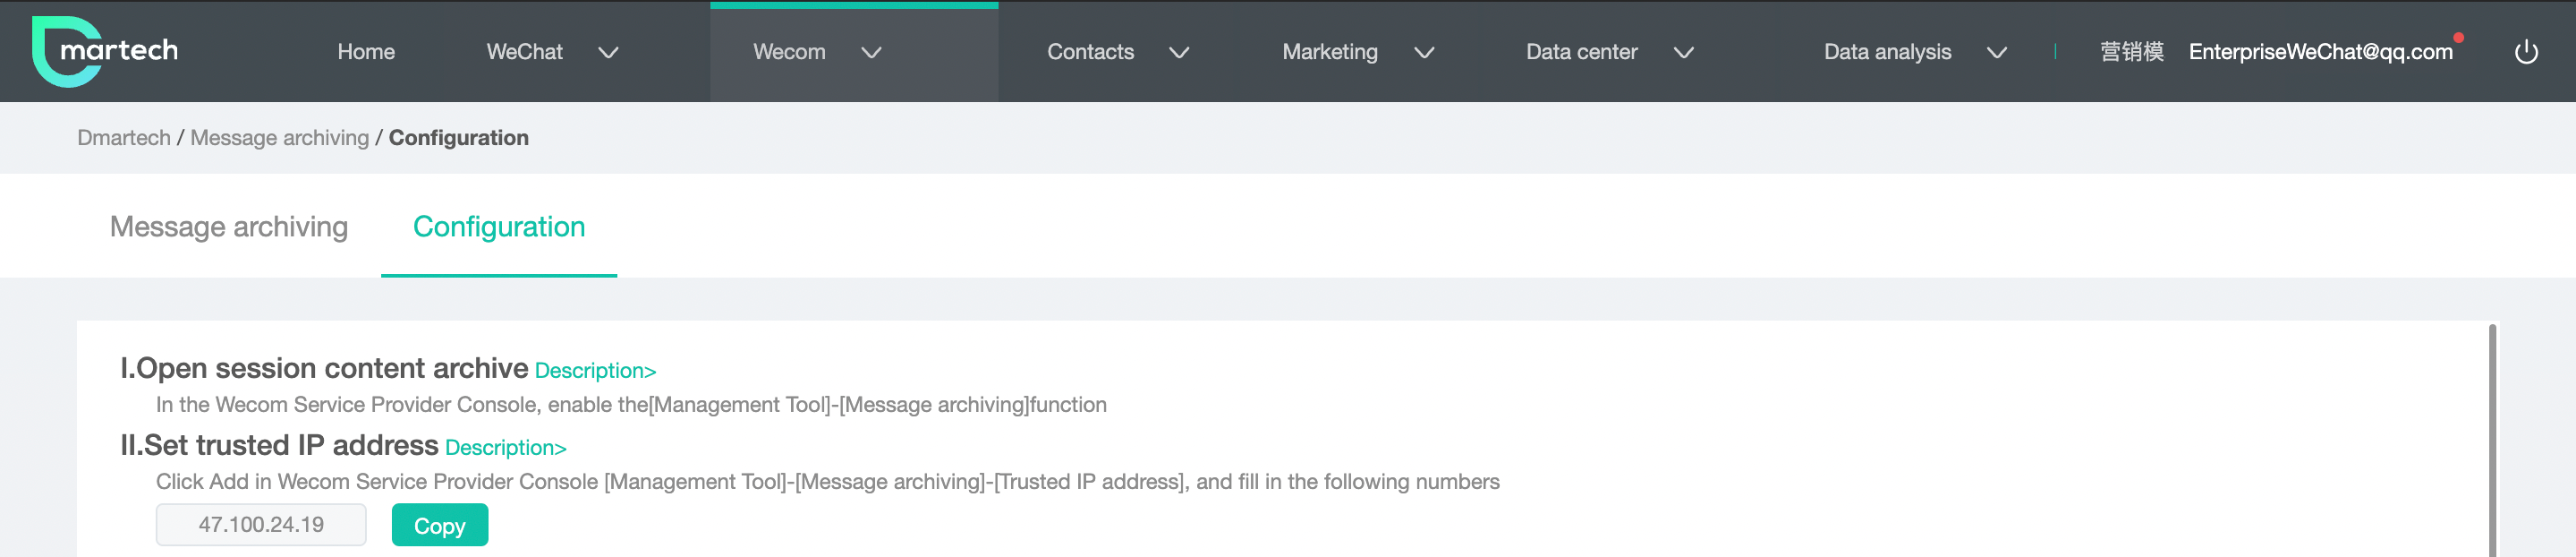 martech Home WeChat Wecom Contacts Marketing Data center Data analysis 营销模 EnterpriseWeChat@qq.com
Dmartech / Message archiving / Configuration
Message archiving Configuration
I.Open session content archive Description>
In the Wecom Service Provider Console, enable the[Management Tool]-[Message archiving]function
II.Set trusted IP address Description>
Click Add in Wecom Service Provider Console [Management Tool]-[Message archiving]-[Trusted IP address], and fill in the following numbers
47.100.24.19 Copy